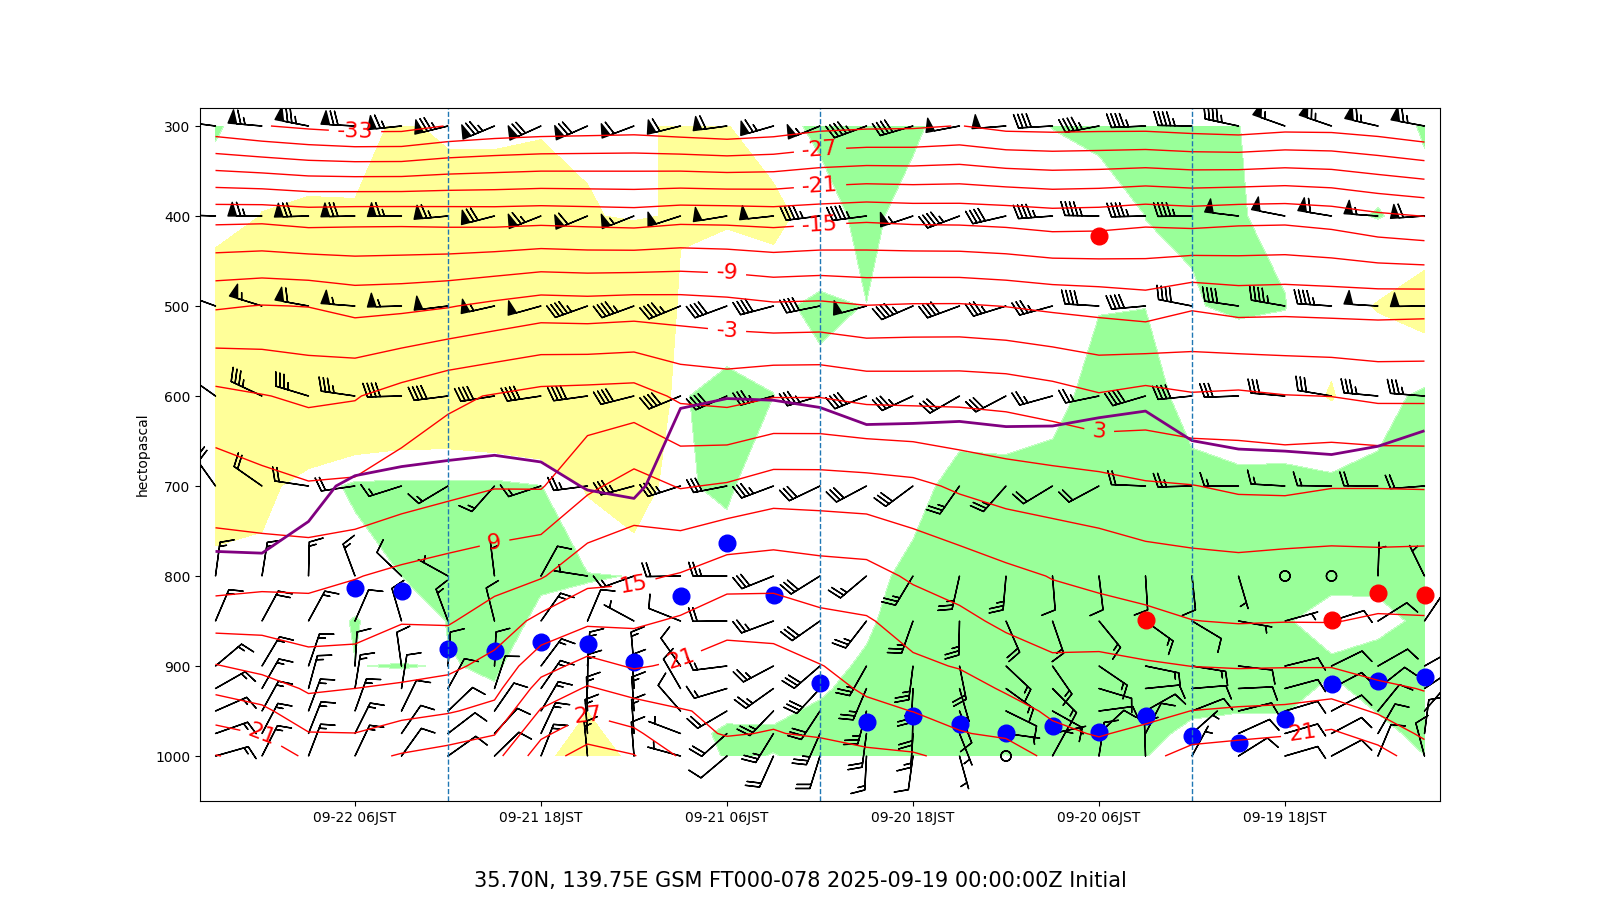 300
400
500
600
700
800
900
1000
hectopascal
-33
-27
-21
-15
-9
-3
3
9
15
21
27
21
21
09-22 06JST
09-21 18JST
09-21 06JST
09-20 18JST
09-20 06JST
09-19 18JST
35.70N, 139.75E GSM FT000-078 2025-09-19 00:00:00Z Initial